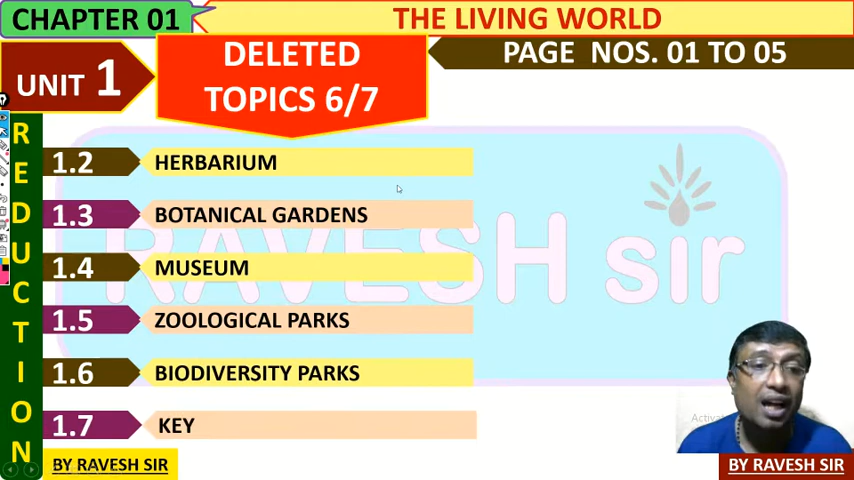 CHAPTER 01
THE LIVING WORLD
UNIT 1
DELETED
TOPICS 6/7
PAGE NOS. 01 TO 05
REDUCTION
1.2 HERBARIUM
1.3 BOTANICAL GARDENS
1.4 MUSEUM
1.5 ZOOLOGICAL PARKS
1.6 BIODIVERSITY PARKS
1.7 KEY
RAVESH sir
BY RAVESH SIR
BY RAVESH SIR